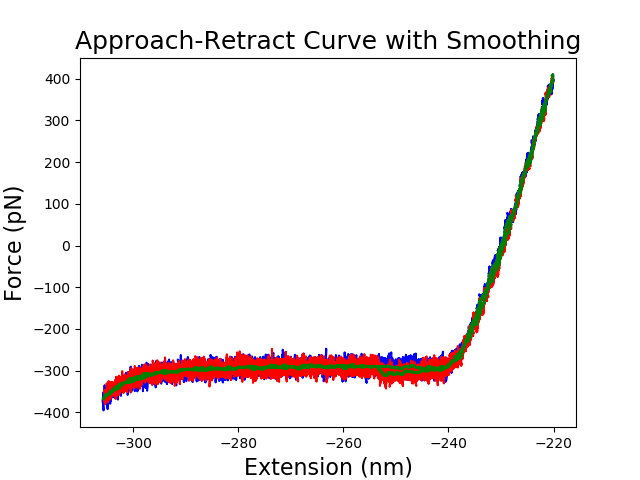 Approach-Retract Curve with Smoothing
400
300
200
100
0
−100
−200
−300
−400
Force (pN)
−300 −280 −260 −240 −220
Extension (nm)